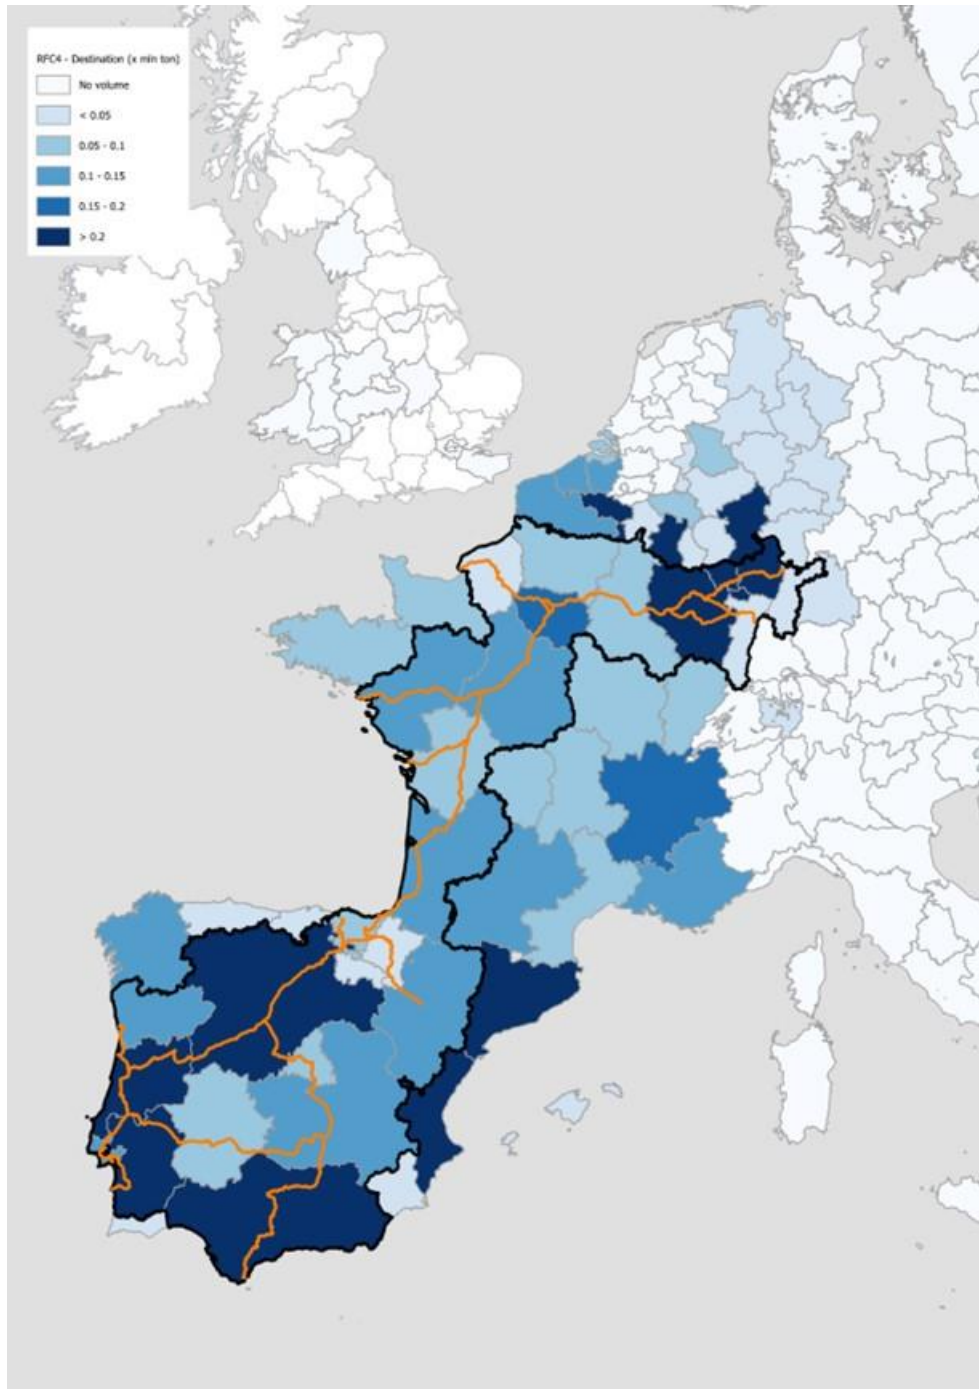 RFC4 - Destination (x mln ton)
No volume
< 0.05
0.05 - 0.1
0.1 - 0.15
0.15 - 0.2
> 0.2